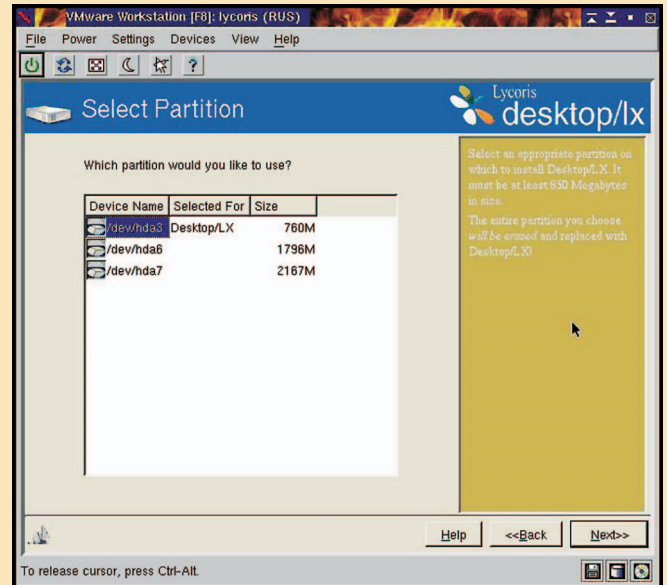 VMware Workstation [F8]: lycoris (RUS)
File Power Settings Devices View Help
?
Select Partition
Lycoris
desktop/lx
Which partition would you like to use?
Device Name Selected For Size
/dev/hda3 Desktop/LX 760M
/dev/hda6 1796M
/dev/hda7 2167M
Select an appropriate partition on
which to install Desktop/LX. It
must be at least 850 Megabytes
in size.
The entire partition you choose
will be erased and replaced with
Desktop/LX!
Help <<Back Next>>
To release cursor, press Ctrl-Alt.